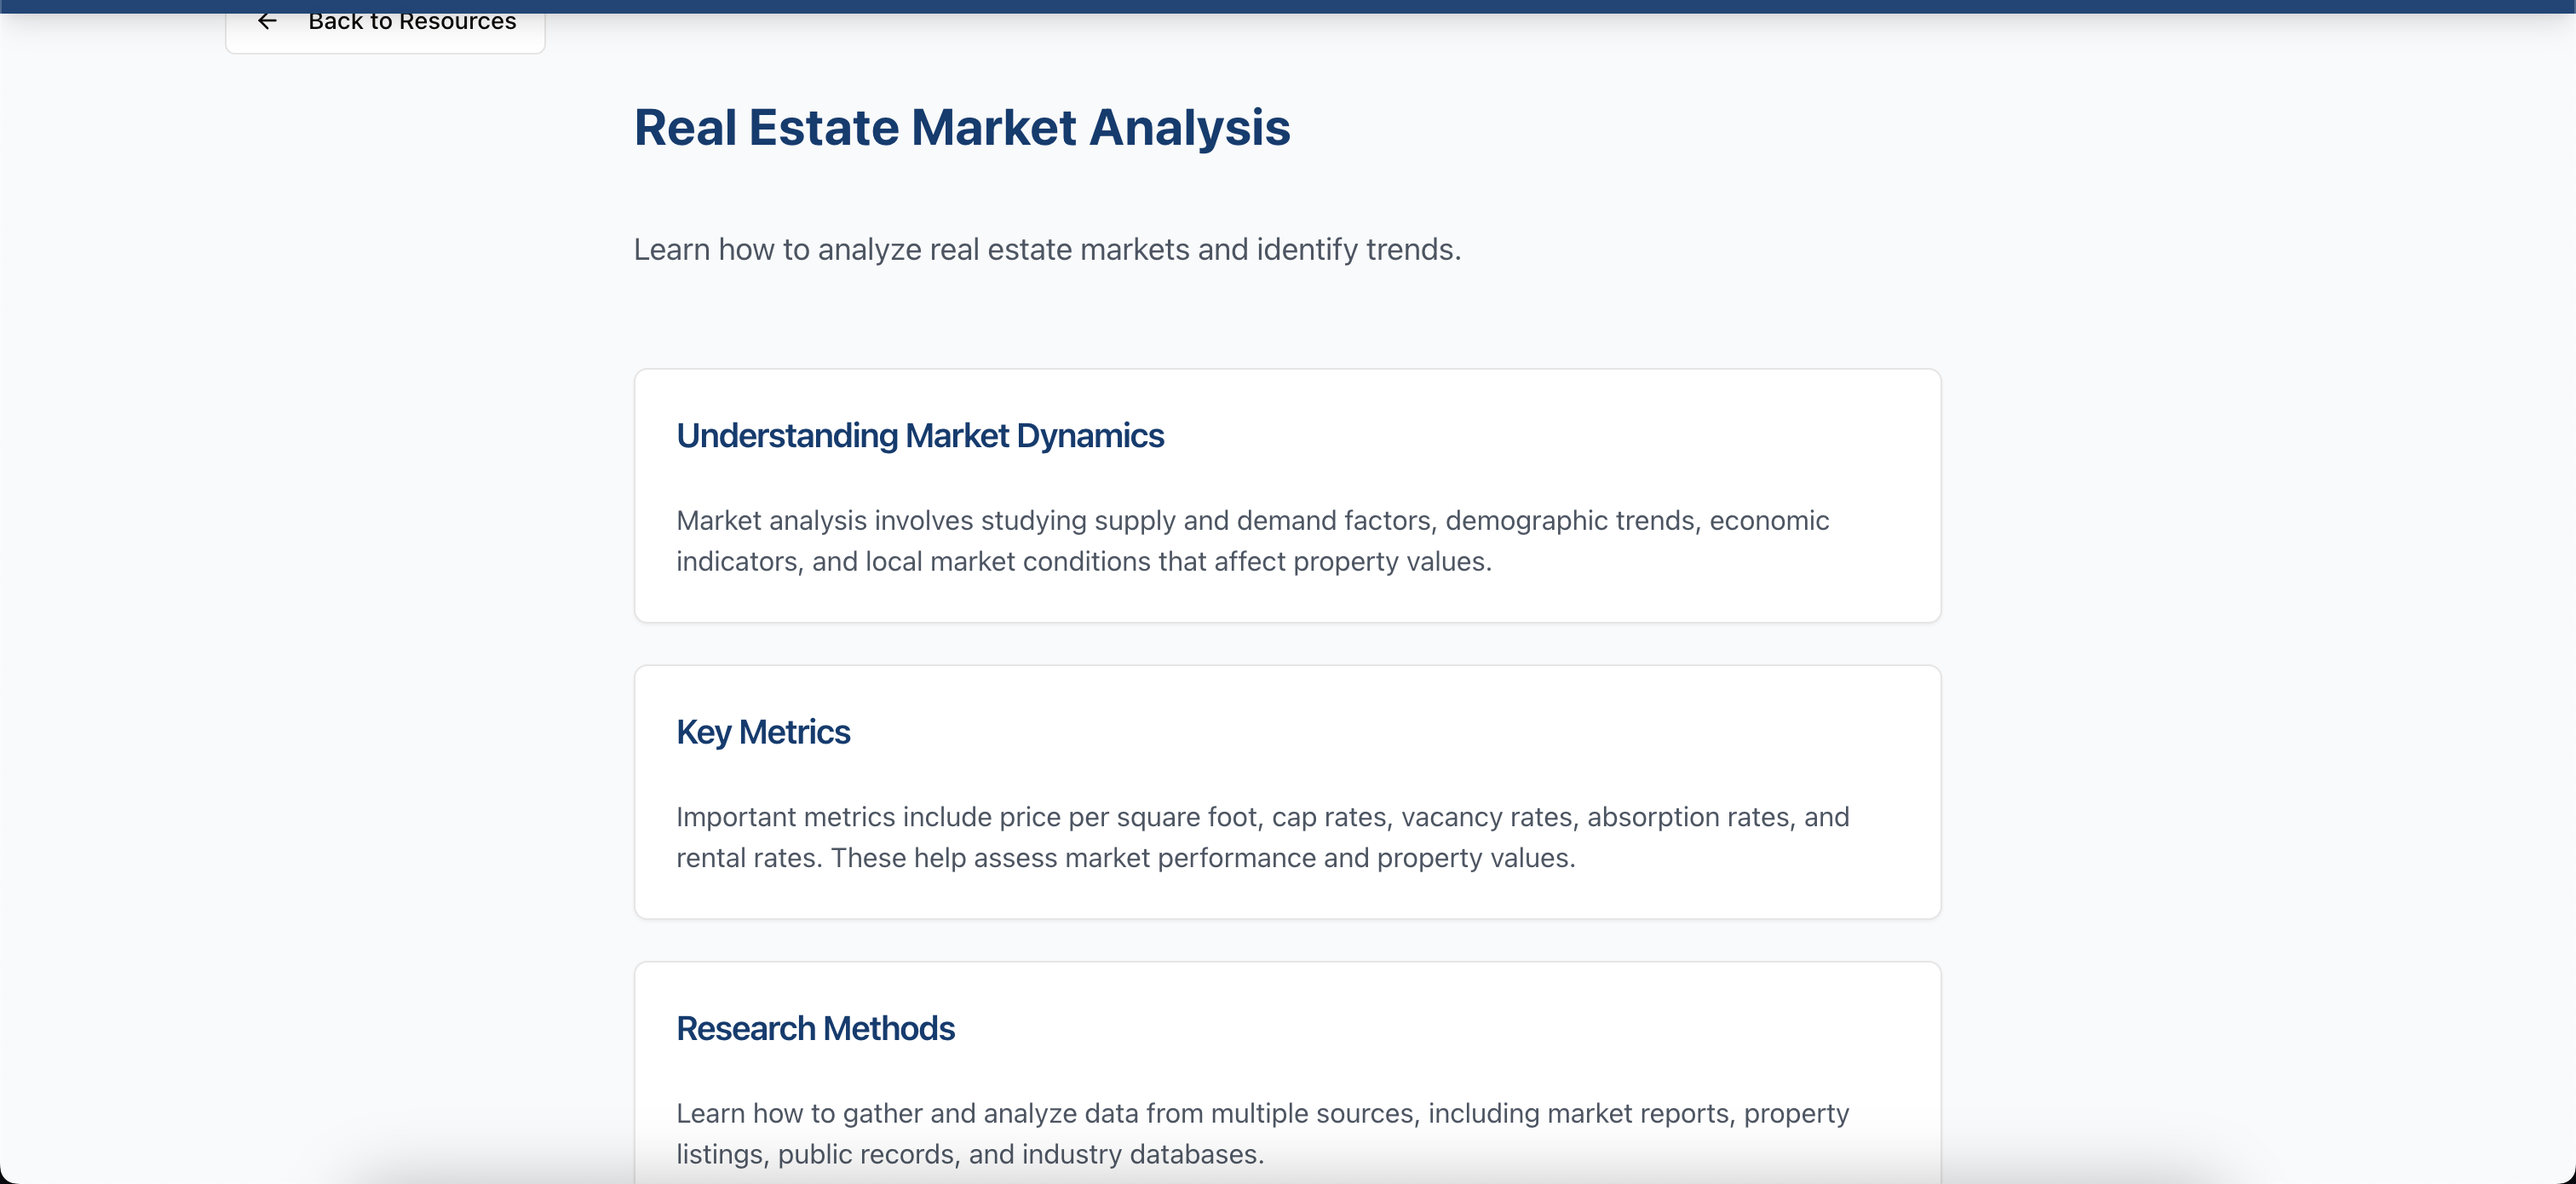 Back to Resources
Real Estate Market Analysis
Learn how to analyze real estate markets and identify trends.
Understanding Market Dynamics
Market analysis involves studying supply and demand factors, demographic trends, economic
indicators, and local market conditions that affect property values.
Key Metrics
Important metrics include price per square foot, cap rates, vacancy rates, absorption rates, and
rental rates. These help assess market performance and property values.
Research Methods
Learn how to gather and analyze data from multiple sources, including market reports, property
listings, public records, and industry databases.